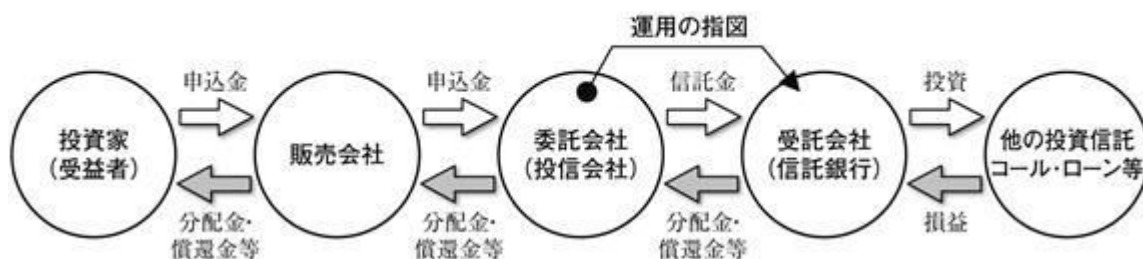 運用の指図
申込金
申込金
信託金
投資
投資家
(受益者)
販売会社
委託会社
(投信会社)
受託会社
(信託銀行)
他の投資信託
コール・ローン等
分配金・
償還金等
分配金・
償還金等
分配金・
償還金等
損益